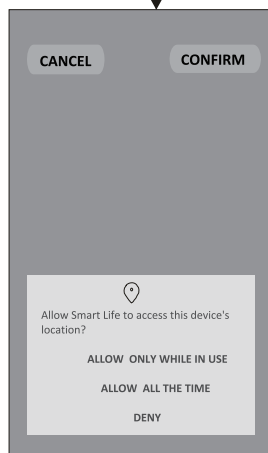 CANCEL CONFIRM
Allow Smart Life to access this device's
location?
ALLOW ONLY WHILE IN USE
ALLOW ALL THE TIME
DENY